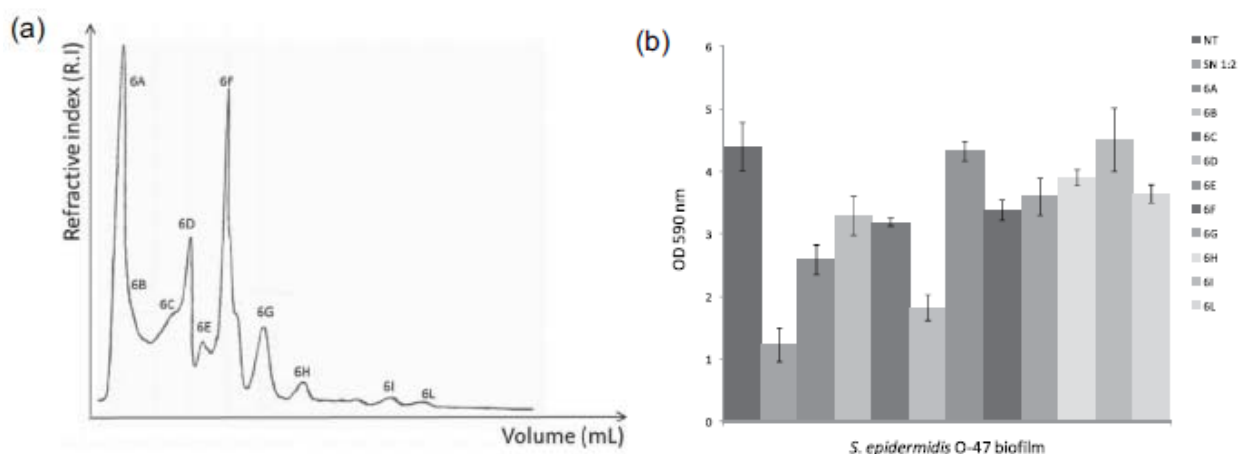 (a)
Refractive index (R.I)
6A
6B
6C
6D
6E
6F
6G
6H
6I
6L
Volume (mL)
(b)
OD 590 nm
6
5
4
3
2
1
0
S. epidermidis O-47 biofilm
NT
SN 1:2
6A
6B
6C
6D
6E
6F
6G
6H
6I
6L